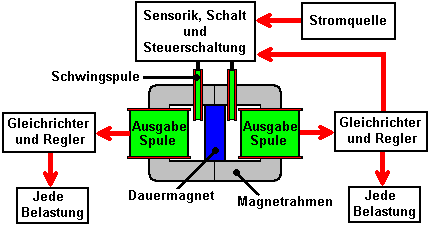 Sensorik, Schalt
und
Steuerschaltung
Stromquelle
Schwingspule
Gleichrichter
und Regler
Ausgabe
Spule
Ausgabe
Spule
Gleichrichter
und Regler
Jede
Belastung
Dauermagnet
Magnetrahmen
Jede
Belastung